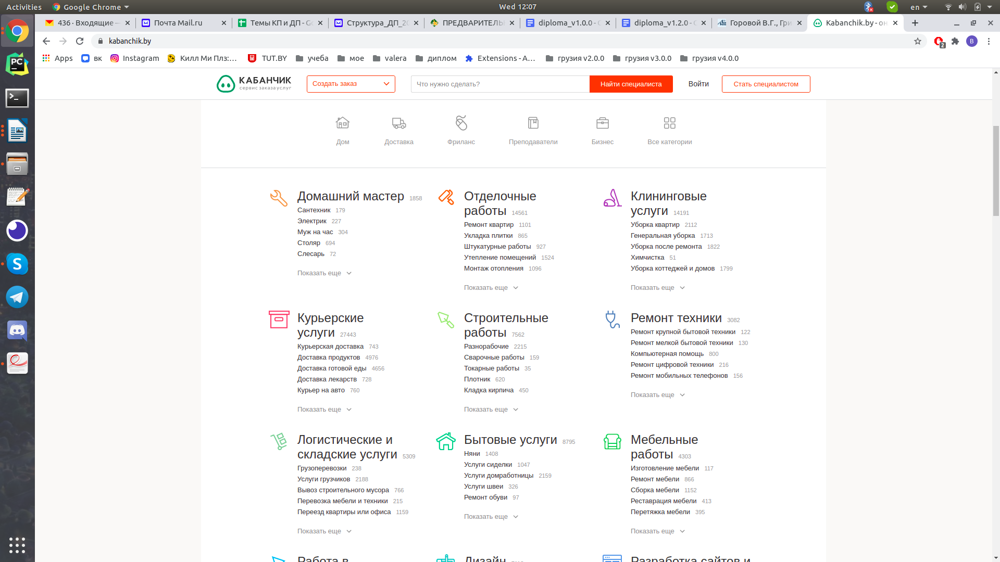 Activities Google Chrome Wed 12:07 en
436 · Входящие – Почта Mail.ru Темы КП и ДП - Go Структура_ДП_20 ПРЕДВАРИТЕЛЬ diploma_v1.0.0 - G diploma_v1.2.0 - G Горовой В.Г., Гри Kabanchik.by - он
kabanchik.by 2 B
Apps вк Instagram Килл Ми Плз:... TUT.BY учеба мое valera диплом Extensions - A... грузия v2.0.0 грузия v3.0.0 грузия v4.0.0
КАБАНЧИК
сервис заказа услуг
Создать заказ Что нужно сделать? Найти специалиста Войти Стать специалистом
Дом Доставка Фриланс Преподаватели Бизнес Все категории
Домашний мастер 1858
Сантехник 179
Электрик 227
Муж на час 304
Столяр 694
Слесарь 72
Показать еще
Отделочные
работы 14561
Ремонт квартир 1101
Укладка плитки 865
Штукатурные работы 927
Утепление помещений 1524
Монтаж отопления 1096
Показать еще
Клининговые
услуги 14191
Уборка квартир 2112
Генеральная уборка 1713
Уборка после ремонта 1822
Химчистка 51
Уборка коттеджей и домов 1799
Показать еще
Курьерские
услуги 27443
Курьерская доставка 743
Доставка продуктов 4976
Доставка готовой еды 4656
Доставка лекарств 728
Курьер на авто 760
Показать еще
Строительные
работы 7562
Разнорабочие 2215
Сварочные работы 159
Токарные работы 35
Плотник 620
Кладка кирпича 450
Показать еще
Ремонт техники 3082
Ремонт крупной бытовой техники 122
Ремонт мелкой бытовой техники 130
Компьютерная помощь 800
Ремонт цифровой техники 216
Ремонт мобильных телефонов 156
Показать еще
Логистические и
складские услуги 5309
Грузоперевозки 238
Услуги грузчиков 2188
Вывоз строительного мусора 766
Перевозка мебели и техники 215
Переезд квартиры или офиса 1159
Показать еще
Бытовые услуги 8795
Няни 1408
Услуги сиделки 1047
Услуги домработницы 2159
Услуги швеи 326
Ремонт обуви 97
Показать еще
Мебельные
работы 4303
Изготовление мебели 117
Ремонт мебели 866
Сборка мебели 1152
Реставрация мебели 413
Перетяжка мебели 395
Показать еще
Работа в Дизайн Разработка сайтов и